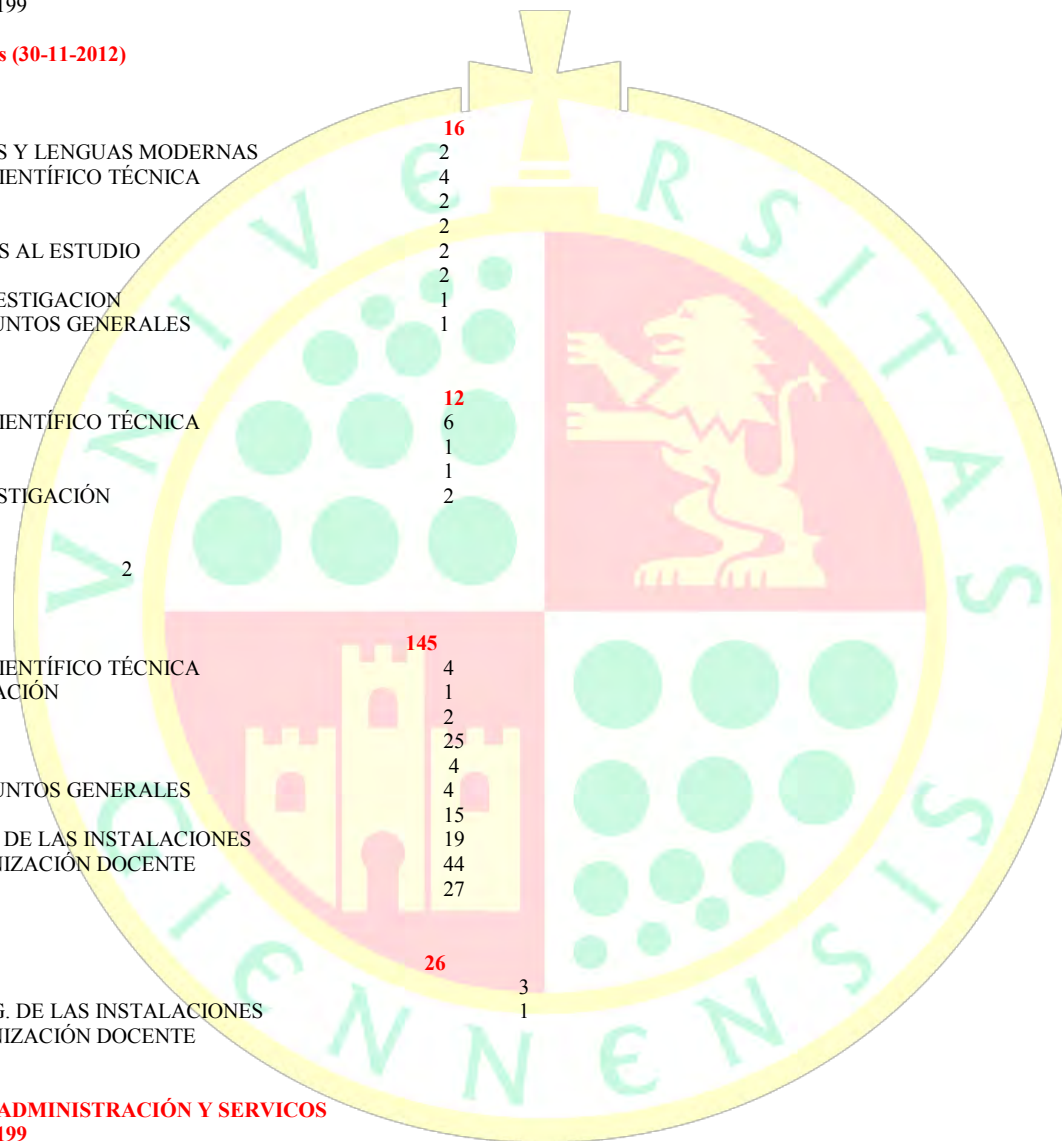 199
s (30-11-2012)
16
S Y LENGUAS MODERNAS 2
IENTÍFICO TÉCNICA 4
2
2
S AL ESTUDIO 2
2
ESTIGACION 1
UNTOS GENERALES 1
12
IENTÍFICO TÉCNICA 6
1
1
STIGACIÓN 2
2
145
IENTÍFICO TÉCNICA 4
ACIÓN 1
2
25
4
UNTOS GENERALES 4
15
DE LAS INSTALACIONES 19
NIZACIÓN DOCENTE 44
27
26
3
G. DE LAS INSTALACIONES 1
NIZACIÓN DOCENTE
ADMINISTRACIÓN Y SERVICOS
199
VNIVERSITAS GIENNENSIS